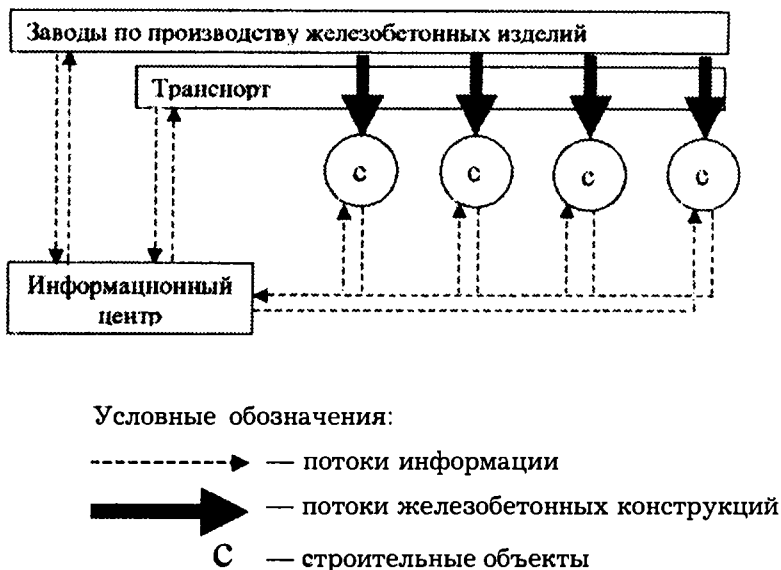 Заводы по производству железобетонных изделий
Транспорт
с с с с
Информационный
центр
Условные обозначения:
— потоки информации
— потоки железобетонных конструкций
с — строительные объекты